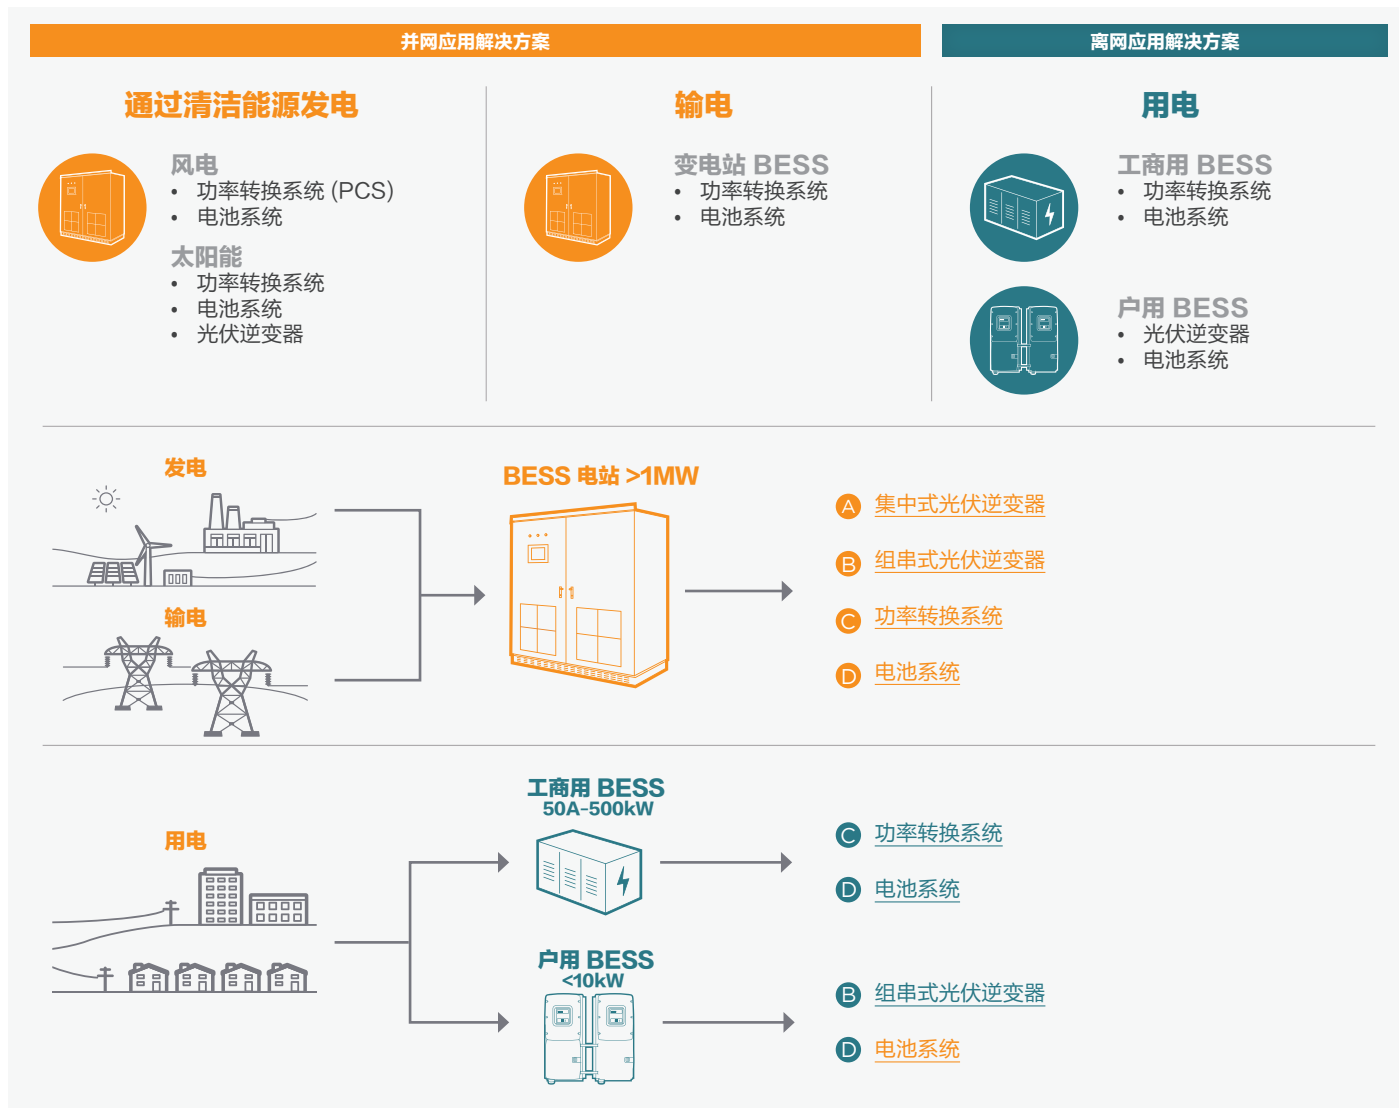 并网应用解决方案
离网应用解决方案
通过清洁能源发电
风电
• 功率转换系统 (PCS)
• 电池系统
太阳能
• 功率转换系统
• 电池系统
• 光伏逆变器
输电
变电站 BESS
• 功率转换系统
• 电池系统
用电
工商用 BESS
• 功率转换系统
• 电池系统
户用 BESS
• 光伏逆变器
• 电池系统
发电
输电
BESS 电站 >1MW
A 集中式光伏逆变器
B 组串式光伏逆变器
C 功率转换系统
D 电池系统
用电
工商用 BESS
50A-500kW
C 功率转换系统
D 电池系统
户用 BESS
<10kW
B 组串式光伏逆变器
D 电池系统